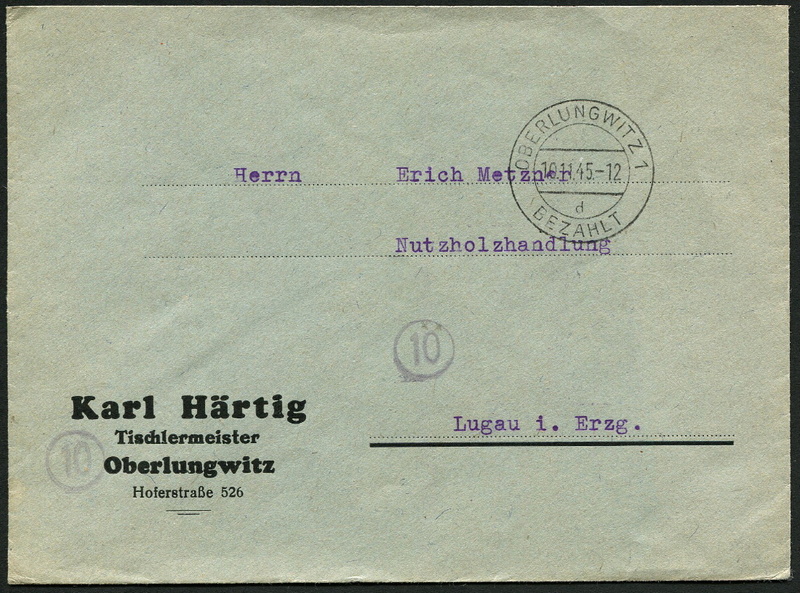 OBERLUNGWITZ 1
10.11.45.-12
d
BEZAHLT
Herrn Erich Metzner
Nutzholzhandlung
10
Lugau i. Erzg.
Karl Härtig
Tischlermeister
10
Oberlungwitz
Hoferstraße 526